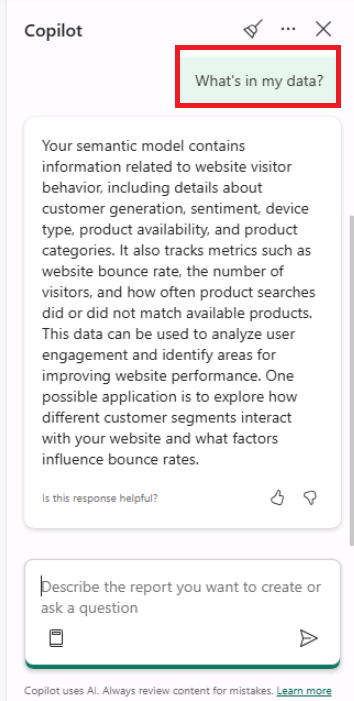 Copilot
What's in my data?
Your semantic model contains
information related to website visitor
behavior, including details about
customer generation, sentiment, device
type, product availability, and product
categories. It also tracks metrics such as
website bounce rate, the number of
visitors, and how often product searches
did or did not match available products.
This data can be used to analyze user
engagement and identify areas for
improving website performance. One
possible application is to explore how
different customer segments interact
with your website and what factors
influence bounce rates.
Is this response helpful?
Describe the report you want to create or
ask a question
Copilot uses AI. Always review content for mistakes. Learn more